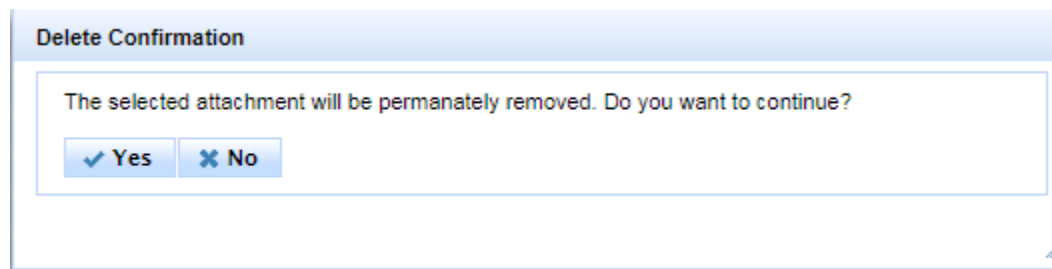 Delete Confirmation
The selected attachment will be permanately removed. Do you want to continue?
Yes No